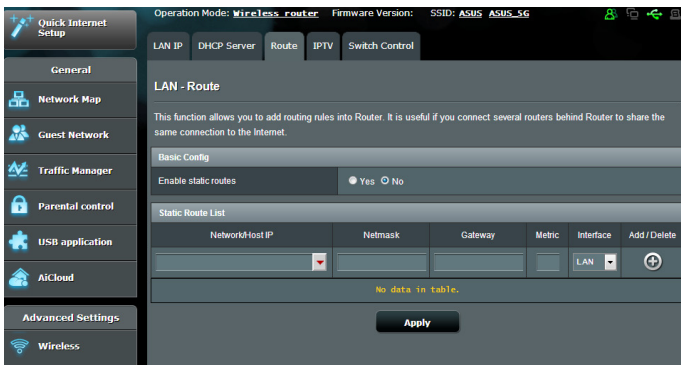 Quick Internet
Setup
General
Network Map
Guest Network
Traffic Manager
Parental control
USB application
AiCloud
Advanced Settings
Wireless
Operation Mode: Wireless router Firmware Version: SSID: ASUS ASUS_5G
LAN IP DHCP Server Route IPTV Switch Control
LAN - Route
This function allows you to add routing rules into Router. It is useful if you connect several routers behind Router to share the
same connection to the Internet.
Basic Config
Enable static routes Yes No
Static Route List
Network/Host IP Netmask Gateway Metric Interface Add / Delete
LAN
No data in table.
Apply